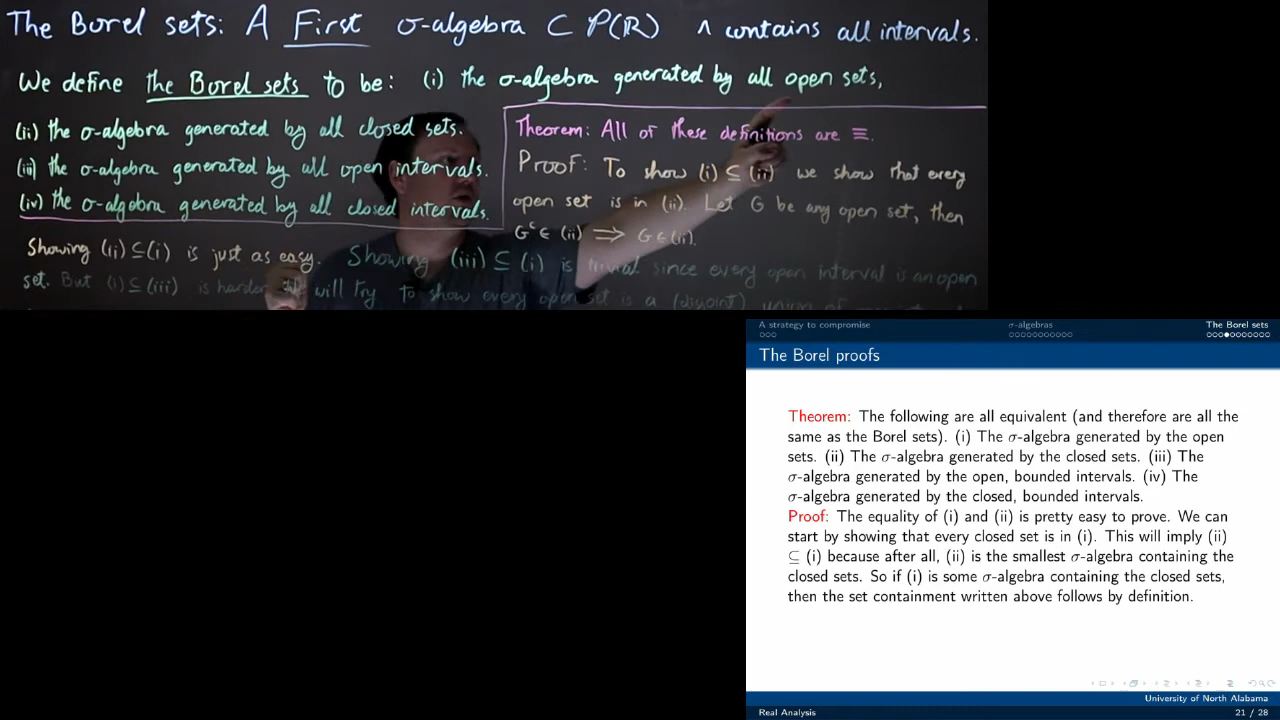 The Borel sets: A First σ-algebra ⊂ P(ℝ) ∧ contains all intervals.
We define the Borel sets to be: (i) the σ-algebra generated by all open sets,
(ii) the σ-algebra generated by all closed sets.
(iii) the σ-algebra generated by all open intervals.
(iv) the σ-algebra generated by all closed intervals.
Theorem: All of these definitions are ≡.
Proof: To show (i) ⊆ (ii) we show that every
open set is in (ii). Let G be any open set, then
Gᶜ ∈ (ii) ⟹ G ∈ (ii).
Showing (ii) ⊆ (i) is just as easy. Showing (iii) ⊆ (i) is trivial since every open interval is an open
set. But (i) ⊆ (iii) is harder will try to show every open set is a (disjoint) union of
A strategy to compromise
σ-algebras
The Borel sets
The Borel proofs
Theorem: The following are all equivalent (and therefore are all the
same as the Borel sets). (i) The σ-algebra generated by the open
sets. (ii) The σ-algebra generated by the closed sets. (iii) The
σ-algebra generated by the open, bounded intervals. (iv) The
σ-algebra generated by the closed, bounded intervals.
Proof: The equality of (i) and (ii) is pretty easy to prove. We can
start by showing that every closed set is in (i). This will imply (ii)
⊆ (i) because after all, (ii) is the smallest σ-algebra containing the
closed sets. So if (i) is some σ-algebra containing the closed sets,
then the set containment written above follows by definition.
University of North Alabama
Real Analysis
21 / 28